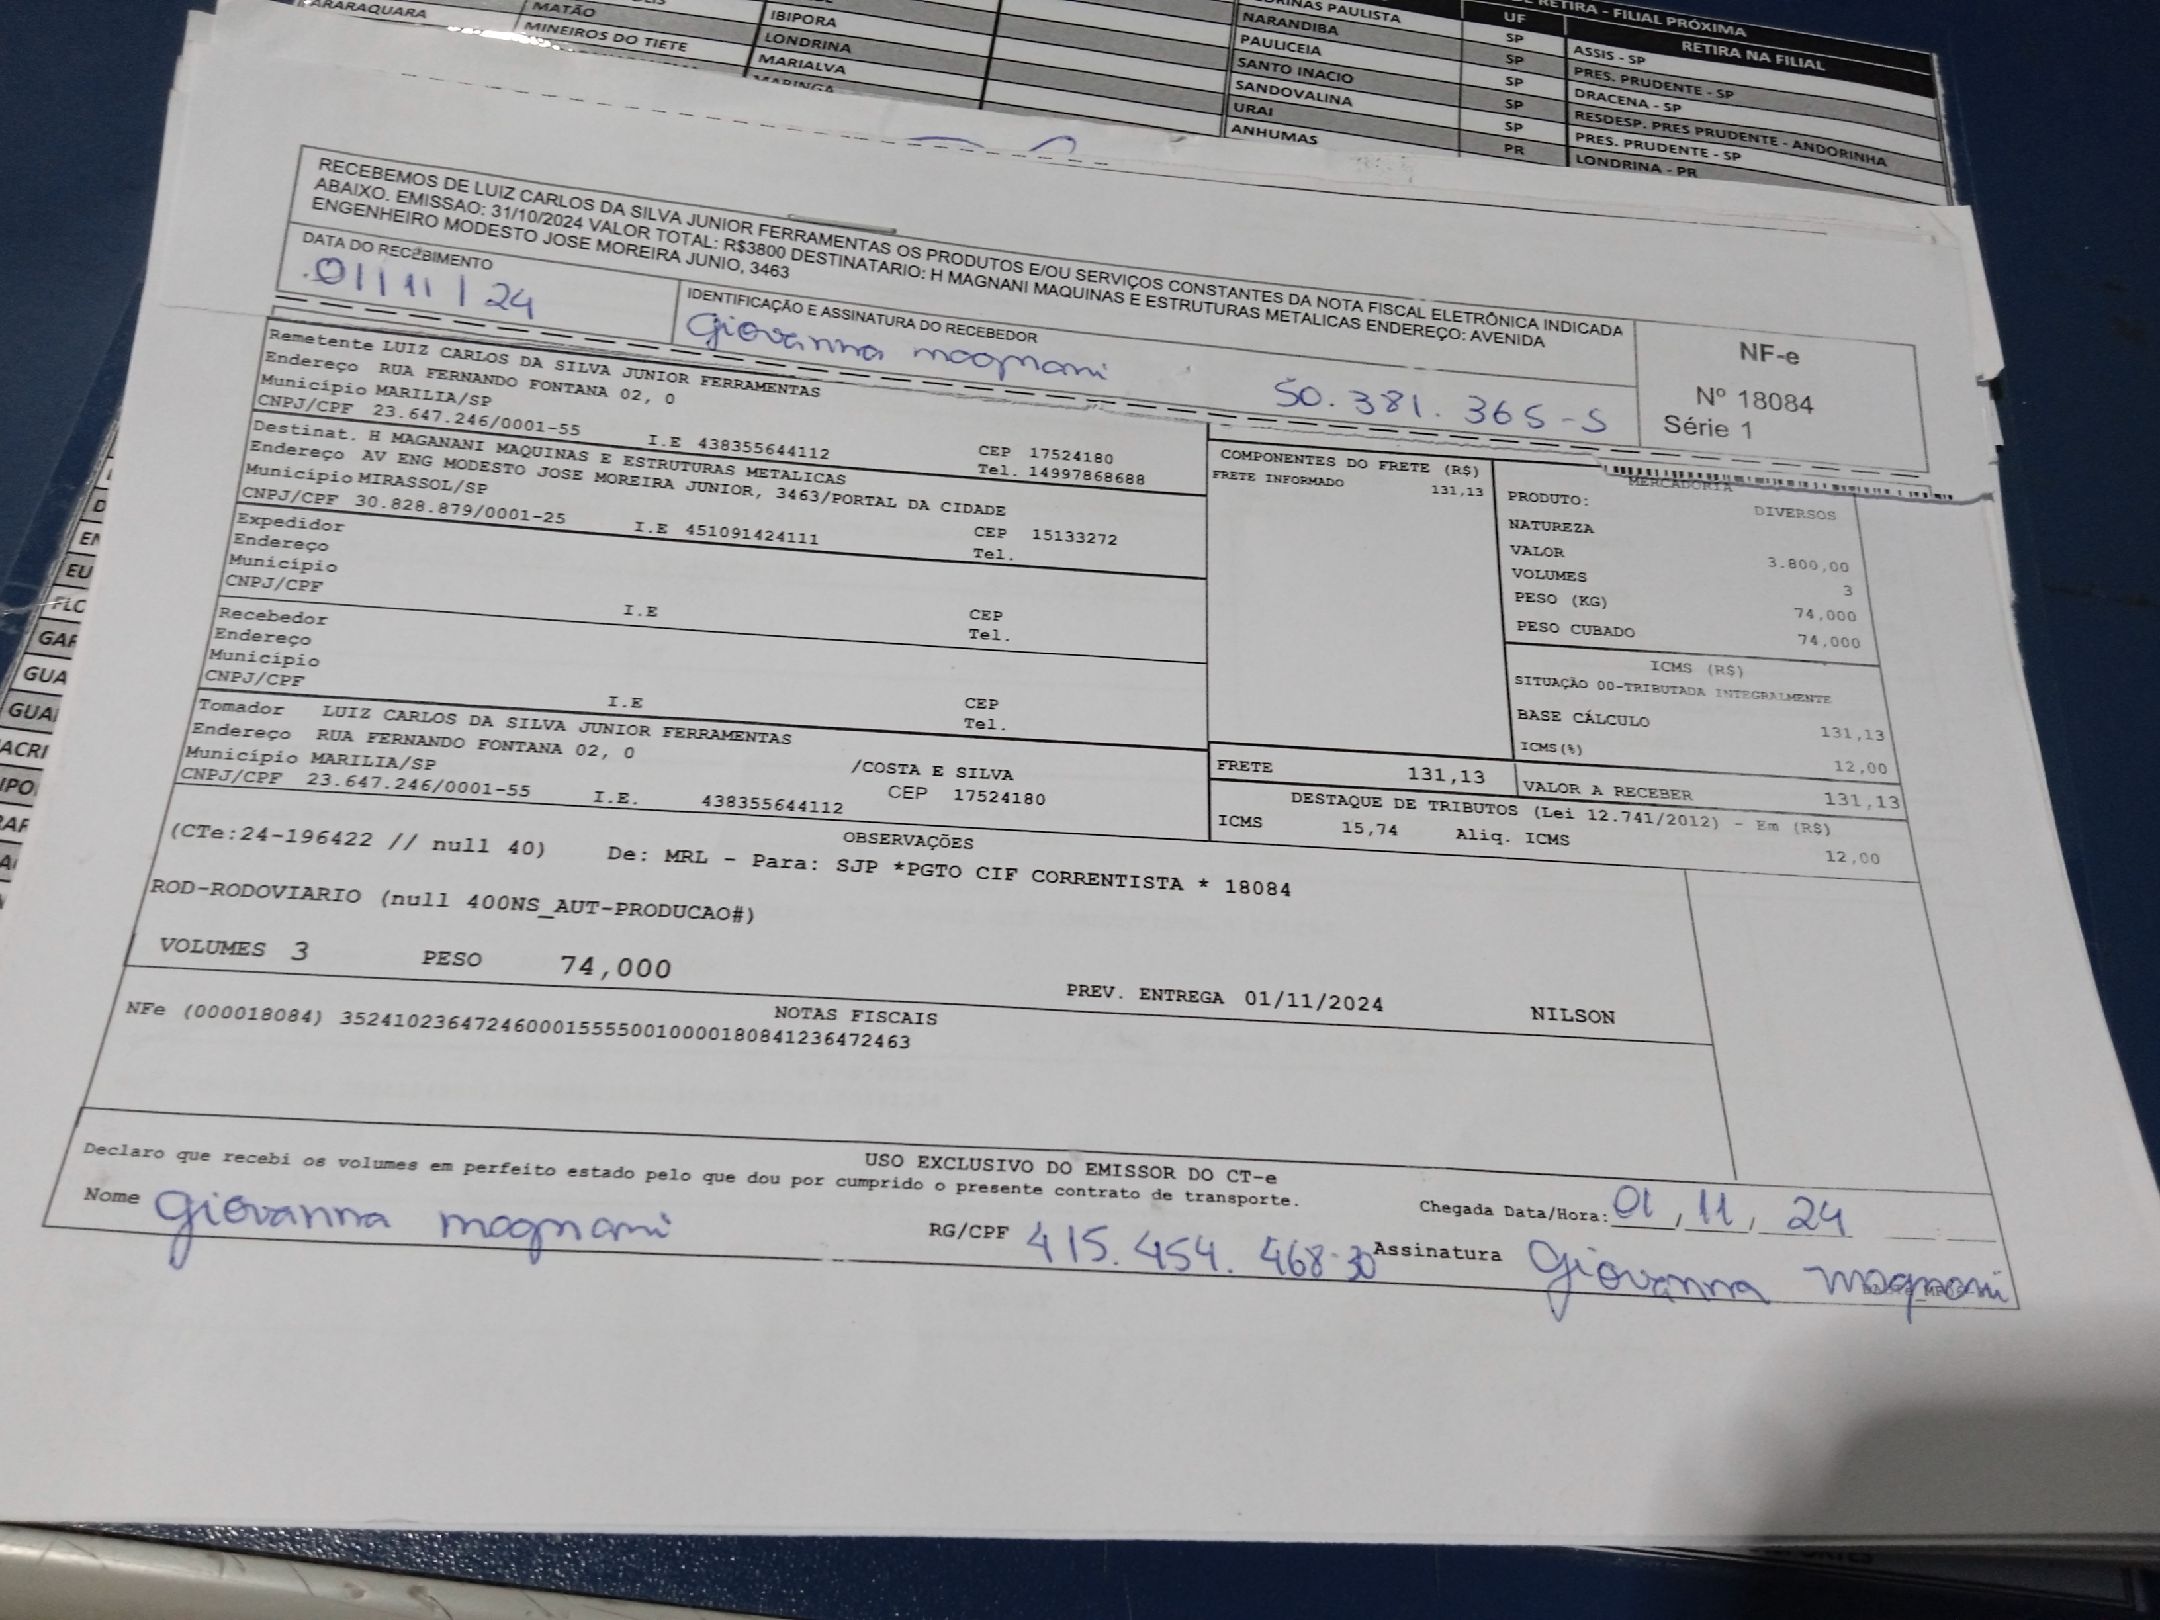 ARARAQUARA
MATÃO
MINEIROS DO TIETE
IBIPORA
LONDRINA
MARIALVA
MARINGA
NARANDIBA
PAULICEIA
SANTO INACIO
SANDOVALINA
URAI
ANHUMAS
UF
SP
SP
SP
SP
SP
PR
RETIRA - FILIAL PRÓXIMA
RETIRA NA FILIAL
ASSIS - SP
PRES. PRUDENTE - SP
DRACENA - SP
RESDESP. PRES PRUDENTE - ANDORINHA
PRES. PRUDENTE - SP
LONDRINA - PR
RECEBEMOS DE LUIZ CARLOS DA SILVA JUNIOR FERRAMENTAS OS PRODUTOS E/OU SERVIÇOS CONSTANTES DA NOTA FISCAL ELETRÔNICA INDICADA
ABAIXO. EMISSAO: 31/10/2024 VALOR TOTAL: R$3800 DESTINATARIO: H MAGNANI MAQUINAS E ESTRUTURAS METALICAS ENDEREÇO: AVENIDA
ENGENHEIRO MODESTO JOSE MOREIRA JUNIO, 3463
DATA DO RECEBIMENTO
01/11/24
IDENTIFICAÇÃO E ASSINATURA DO RECEBEDOR
Giovanna magnani 50.381.365-5
NF-e
Nº 18084
Série 1
Remetente LUIZ CARLOS DA SILVA JUNIOR FERRAMENTAS
Endereço RUA FERNANDO FONTANA 02, 0
Município MARILIA/SP CEP 17524180
CNPJ/CPF 23.647.246/0001-55 I.E 438355644112 Tel. 14997868688
Destinat. H MAGANANI MAQUINAS E ESTRUTURAS METALICAS
Endereço AV ENG MODESTO JOSE MOREIRA JUNIOR, 3463/PORTAL DA CIDADE
Município MIRASSOL/SP CEP 15133272
CNPJ/CPF 30.828.879/0001-25 I.E 451091424111 Tel.
Expedidor
Endereço
Município CEP
CNPJ/CPF I.E Tel.
Recebedor
Endereço
Município CEP
CNPJ/CPF I.E Tel.
Tomador LUIZ CARLOS DA SILVA JUNIOR FERRAMENTAS
Endereço RUA FERNANDO FONTANA 02, 0 /COSTA E SILVA
Município MARILIA/SP CEP 17524180
CNPJ/CPF 23.647.246/0001-55 I.E. 438355644112
COMPONENTES DO FRETE (R$)
FRETE INFORMADO 131,13
MERCADORIA
PRODUTO: DIVERSOS
NATUREZA
VALOR 3.800,00
VOLUMES 3
PESO (KG) 74,000
PESO CUBADO 74,000
ICMS (R$)
SITUAÇÃO 00-TRIBUTADA INTEGRALMENTE
BASE CÁLCULO 131,13
ICMS(%) 12,00
FRETE 131,13 VALOR A RECEBER 131,13
DESTAQUE DE TRIBUTOS (Lei 12.741/2012) - Em (R$)
ICMS 15,74 Aliq. ICMS 12,00
OBSERVAÇÕES
(CTe:24-196422 // null 40) De: MRL - Para: SJP *PGTO CIF CORRENTISTA * 18084
ROD-RODOVIARIO (null 400NS_AUT-PRODUCAO#)
VOLUMES 3 PESO 74,000 PREV. ENTREGA 01/11/2024 NILSON
NOTAS FISCAIS
NFe (000018084) 35241023647246000155550010000180841236472463
USO EXCLUSIVO DO EMISSOR DO CT-e
Declaro que recebi os volumes em perfeito estado pelo que dou por cumprido o presente contrato de transporte.
Chegada Data/Hora: 01, 11, 24
Nome Giovanna magnani RG/CPF 415.454.468-30 Assinatura Giovanna magnani